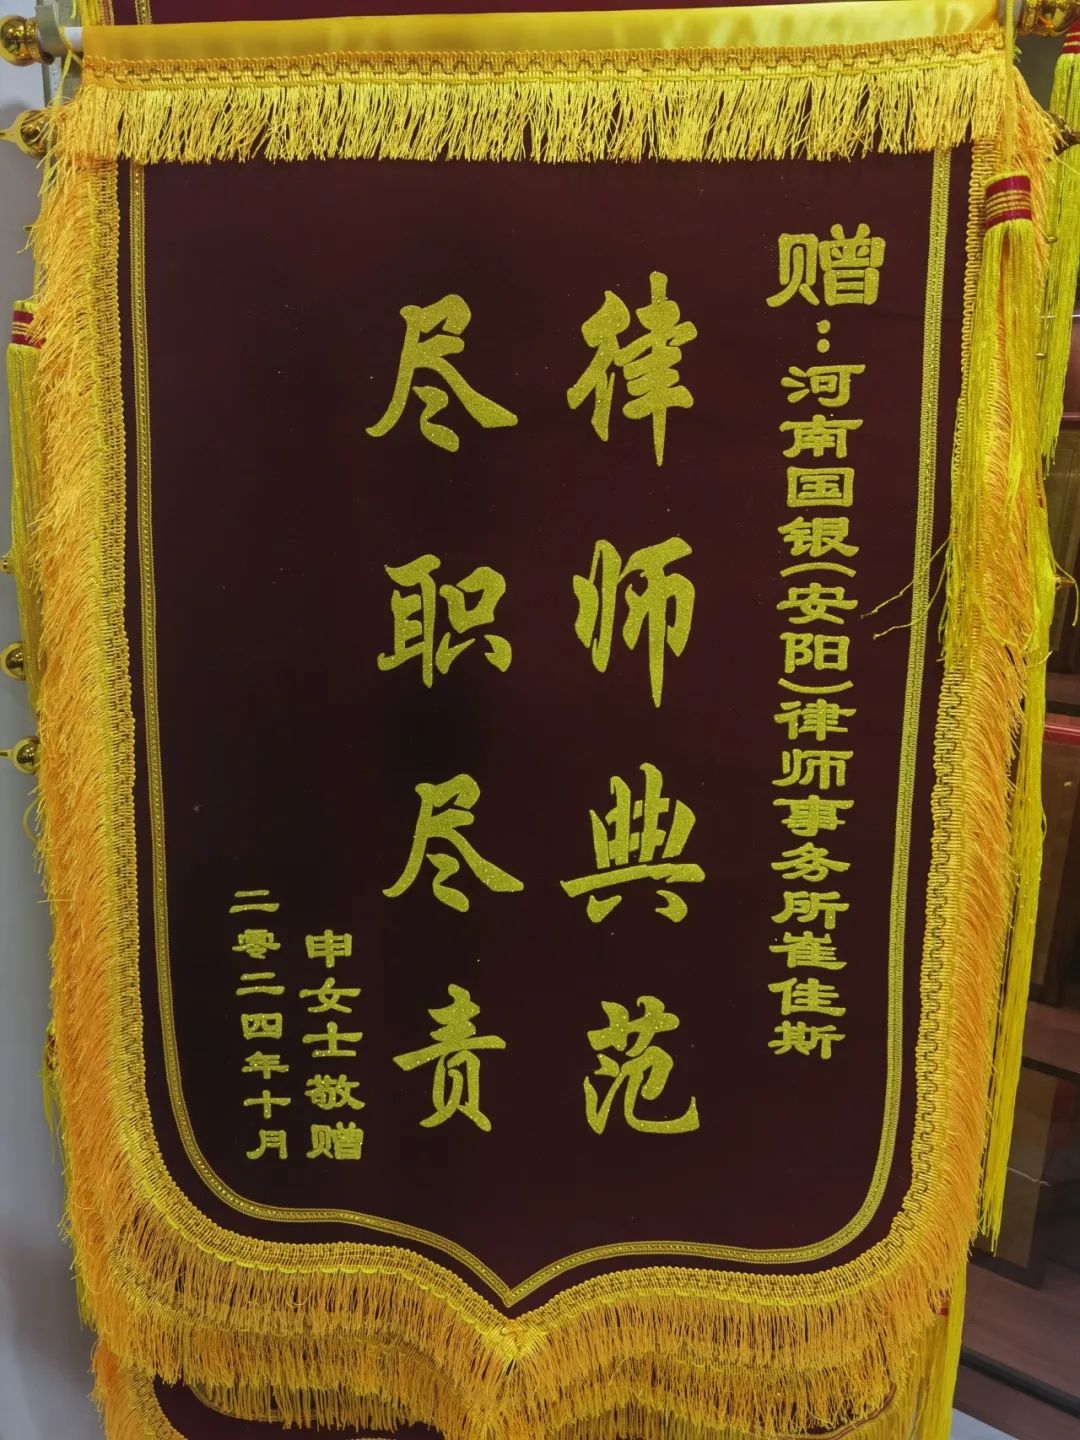 赠：河南国银(安阳)律师事务所崔佳斯
律师典范
尽职尽责
申女士敬赠
二零二四年十月